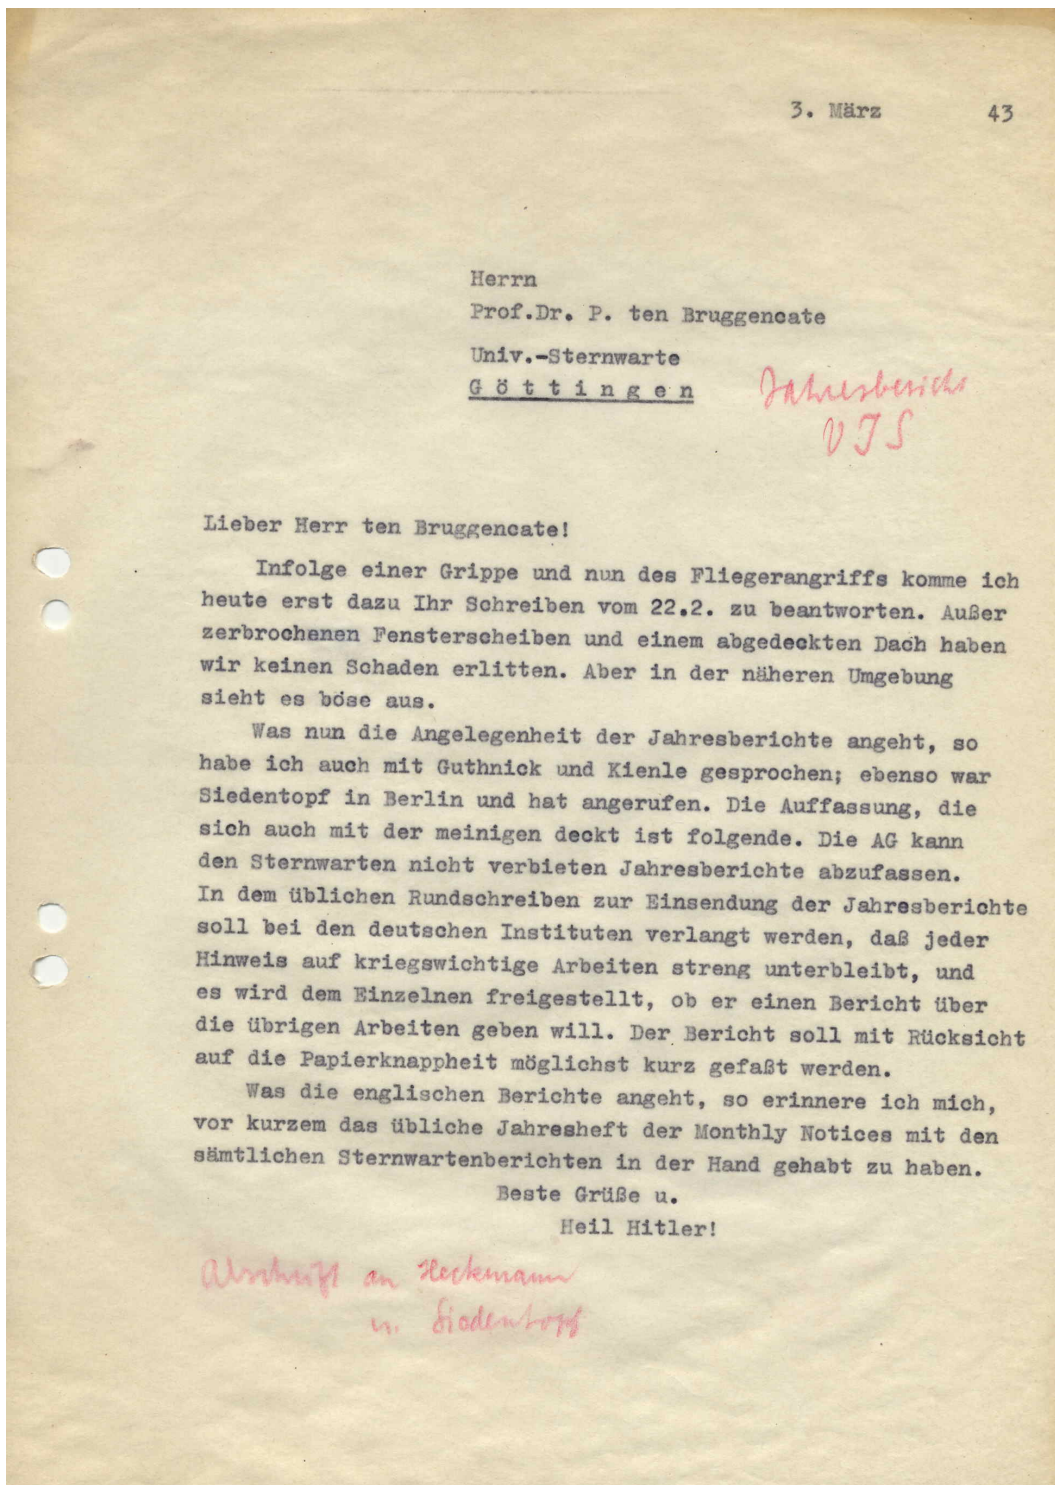 3. März 43
Herrn
Prof.Dr. P. ten Bruggencate
Univ.-Sternwarte
G ö t t i n g e n
Jahresbericht
VJS
Lieber Herr ten Bruggencate!
Infolge einer Grippe und nun des Fliegerangriffs komme ich
heute erst dazu Ihr Schreiben vom 22.2. zu beantworten. Außer
zerbrochenen Fensterscheiben und einem abgedeckten Dach haben
wir keinen Schaden erlitten. Aber in der näheren Umgebung
sieht es böse aus.
Was nun die Angelegenheit der Jahresberichte angeht, so
habe ich auch mit Guthnick und Kienle gesprochen; ebenso war
Siedentopf in Berlin und hat angerufen. Die Auffassung, die
sich auch mit der meinigen deckt ist folgende. Die AG kann
den Sternwarten nicht verbieten Jahresberichte abzufassen.
In dem üblichen Rundschreiben zur Einsendung der Jahresberichte
soll bei den deutschen Instituten verlangt werden, daß jeder
Hinweis auf kriegswichtige Arbeiten streng unterbleibt, und
es wird dem Einzelnen freigestellt, ob er einen Bericht über
die übrigen Arbeiten geben will. Der Bericht soll mit Rücksicht
auf die Papierknappheit möglichst kurz gefaßt werden.
Was die englischen Berichte angeht, so erinnere ich mich,
vor kurzem das übliche Jahresheft der Monthly Notices mit den
sämtlichen Sternwartenberichten in der Hand gehabt zu haben.
Beste Grüße u.
Heil Hitler!
Abschrift an Heckmann
u. Siedentopf